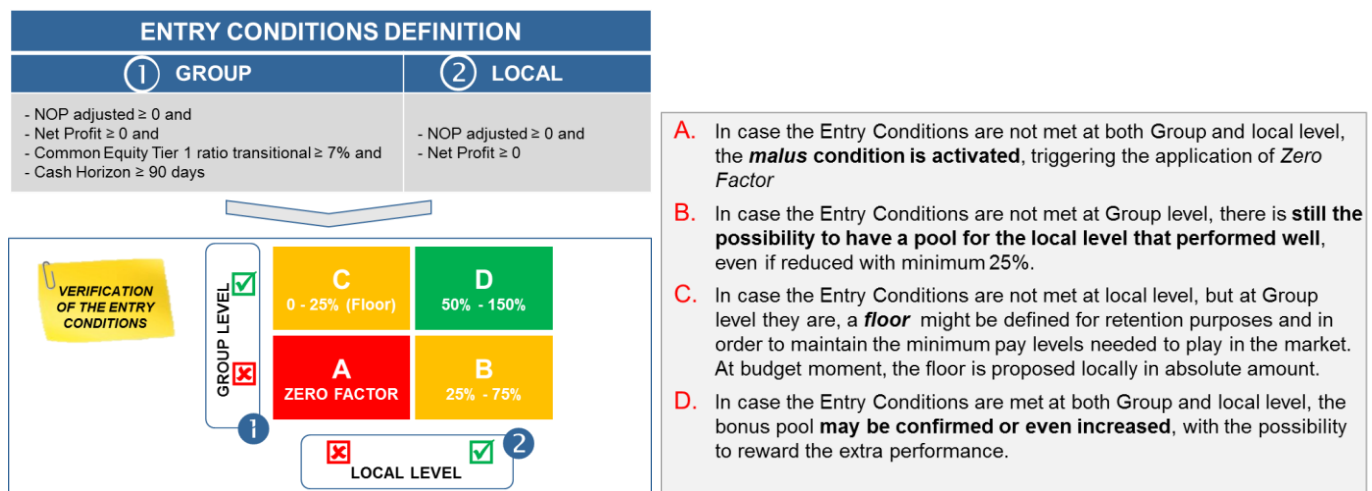 ENTRY CONDITIONS DEFINITION
1 GROUP
2 LOCAL
- NOP adjusted ≥ 0 and
- Net Profit ≥ 0 and
- Common Equity Tier 1 ratio transitional ≥ 7% and
- Cash Horizon ≥ 90 days
- NOP adjusted ≥ 0 and
- Net Profit ≥ 0
VERIFICATION
OF THE ENTRY
CONDITIONS
GROUP LEVEL
1
C
0 - 25% (Floor)
D
50% - 150%
A
ZERO FACTOR
B
25% - 75%
2
LOCAL LEVEL
A. In case the Entry Conditions are not met at both Group and local level,
the malus condition is activated, triggering the application of Zero
Factor
B. In case the Entry Conditions are not met at Group level, there is still the
possibility to have a pool for the local level that performed well,
even if reduced with minimum 25%.
C. In case the Entry Conditions are not met at local level, but at Group
level they are, a floor might be defined for retention purposes and in
order to maintain the minimum pay levels needed to play in the market.
At budget moment, the floor is proposed locally in absolute amount.
D. In case the Entry Conditions are met at both Group and local level, the
bonus pool may be confirmed or even increased, with the possibility
to reward the extra performance.